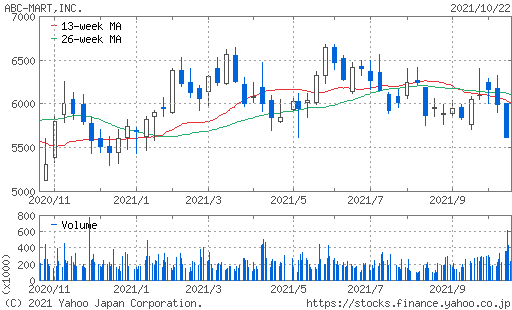 ABC-MART,INC. 2021/10/22
13-week MA
26-week MA
7000
6500
6000
5500
5000
2020/11 2021/1 2021/3 2021/5 2021/7 2021/9
Volume
800
600
400
200
0
(x1000)
2020/11 2021/1 2021/3 2021/5 2021/7 2021/9
(C) 2021 Yahoo Japan Corporation. https://stocks.finance.yahoo.co.jp/